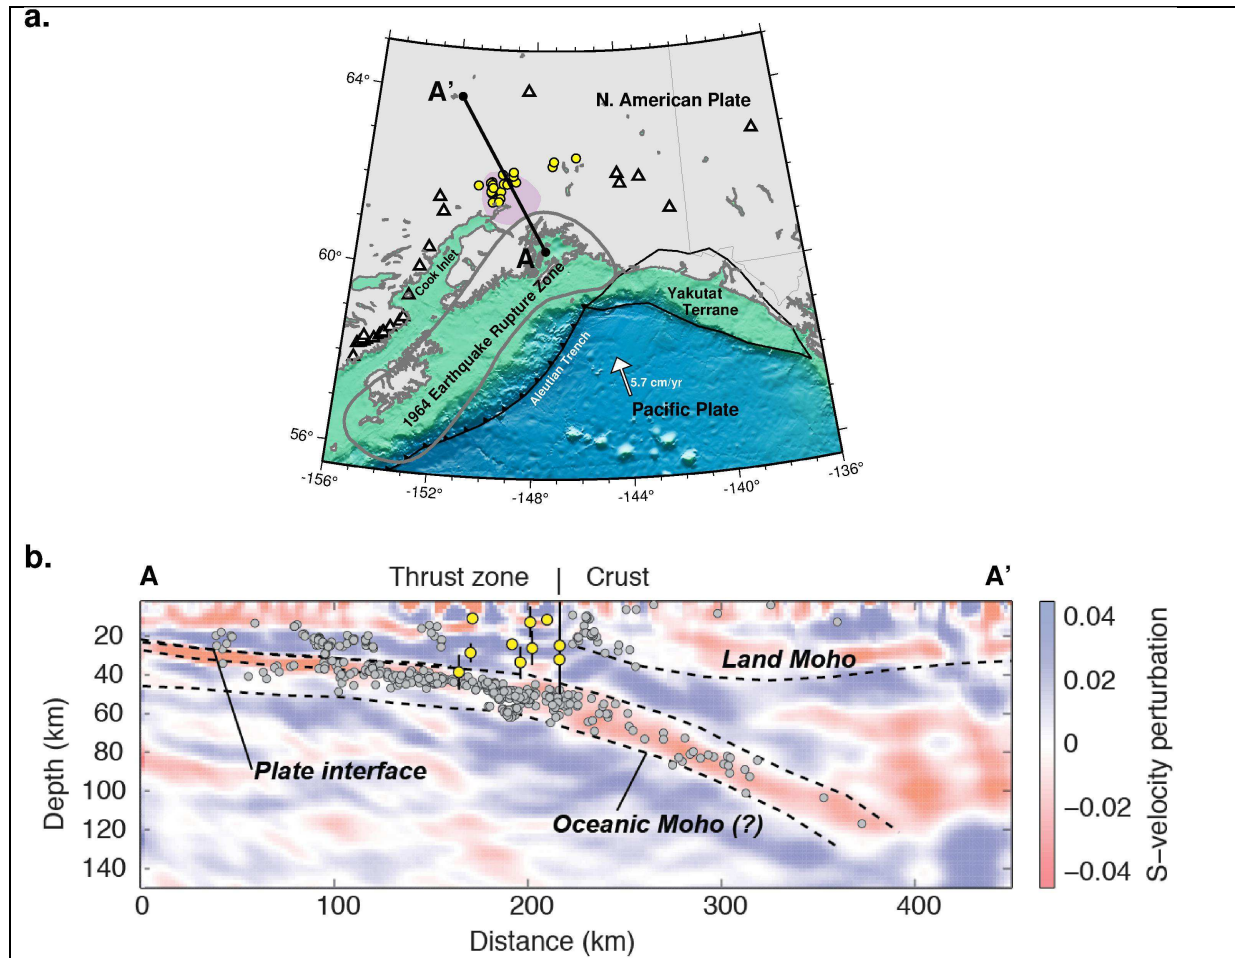 a.
64°
A'
N. American Plate
60°
A
Cook Inlet
Yakutat
Terrane
1964 Earthquake Rupture Zone
Aleutian Trench
5.7 cm/yr
Pacific Plate
56°
-156°
-152°
-148°
-144°
-140°
-136°
b.
A
Thrust zone | Crust
A'
20
40
60
80
100
120
140
Depth (km)
Land Moho
Plate interface
Oceanic Moho (?)
0
100
200
300
400
Distance (km)
0.04
0.02
0
−0.02
−0.04
S−velocity perturbation